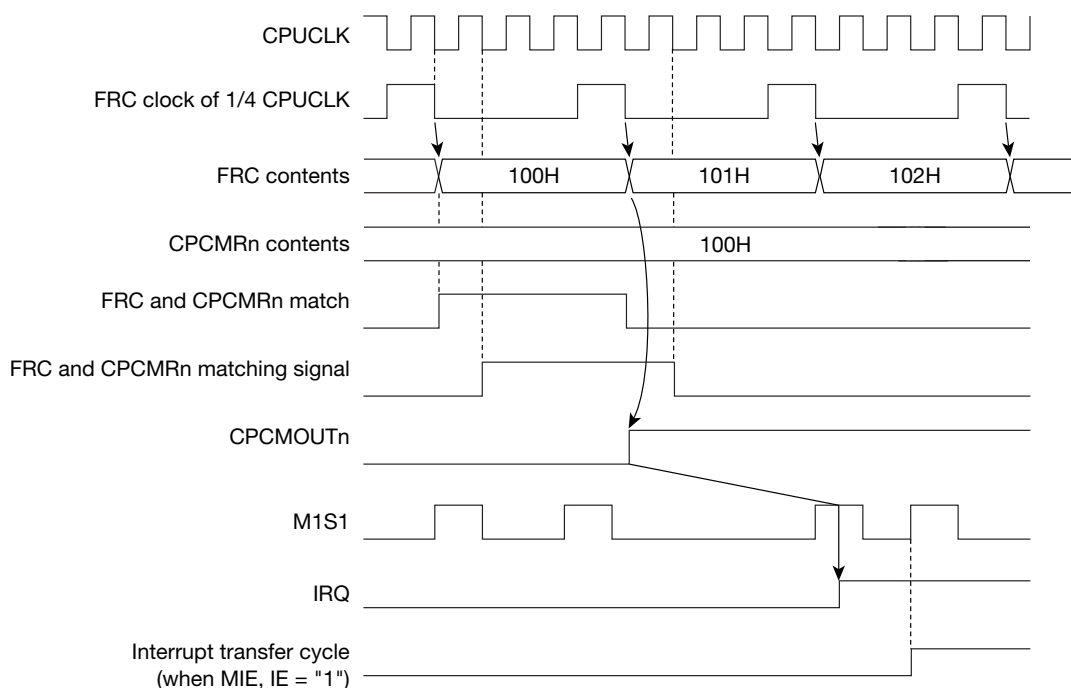 CPUCLK
FRC clock of 1/4 CPUCLK
FRC contents
100H
101H
102H
CPCMRn contents
100H
FRC and CPCMRn match
FRC and CPCMRn matching signal
CPCMOUTn
M1S1
IRQ
Interrupt transfer cycle
(when MIE, IE = "1")